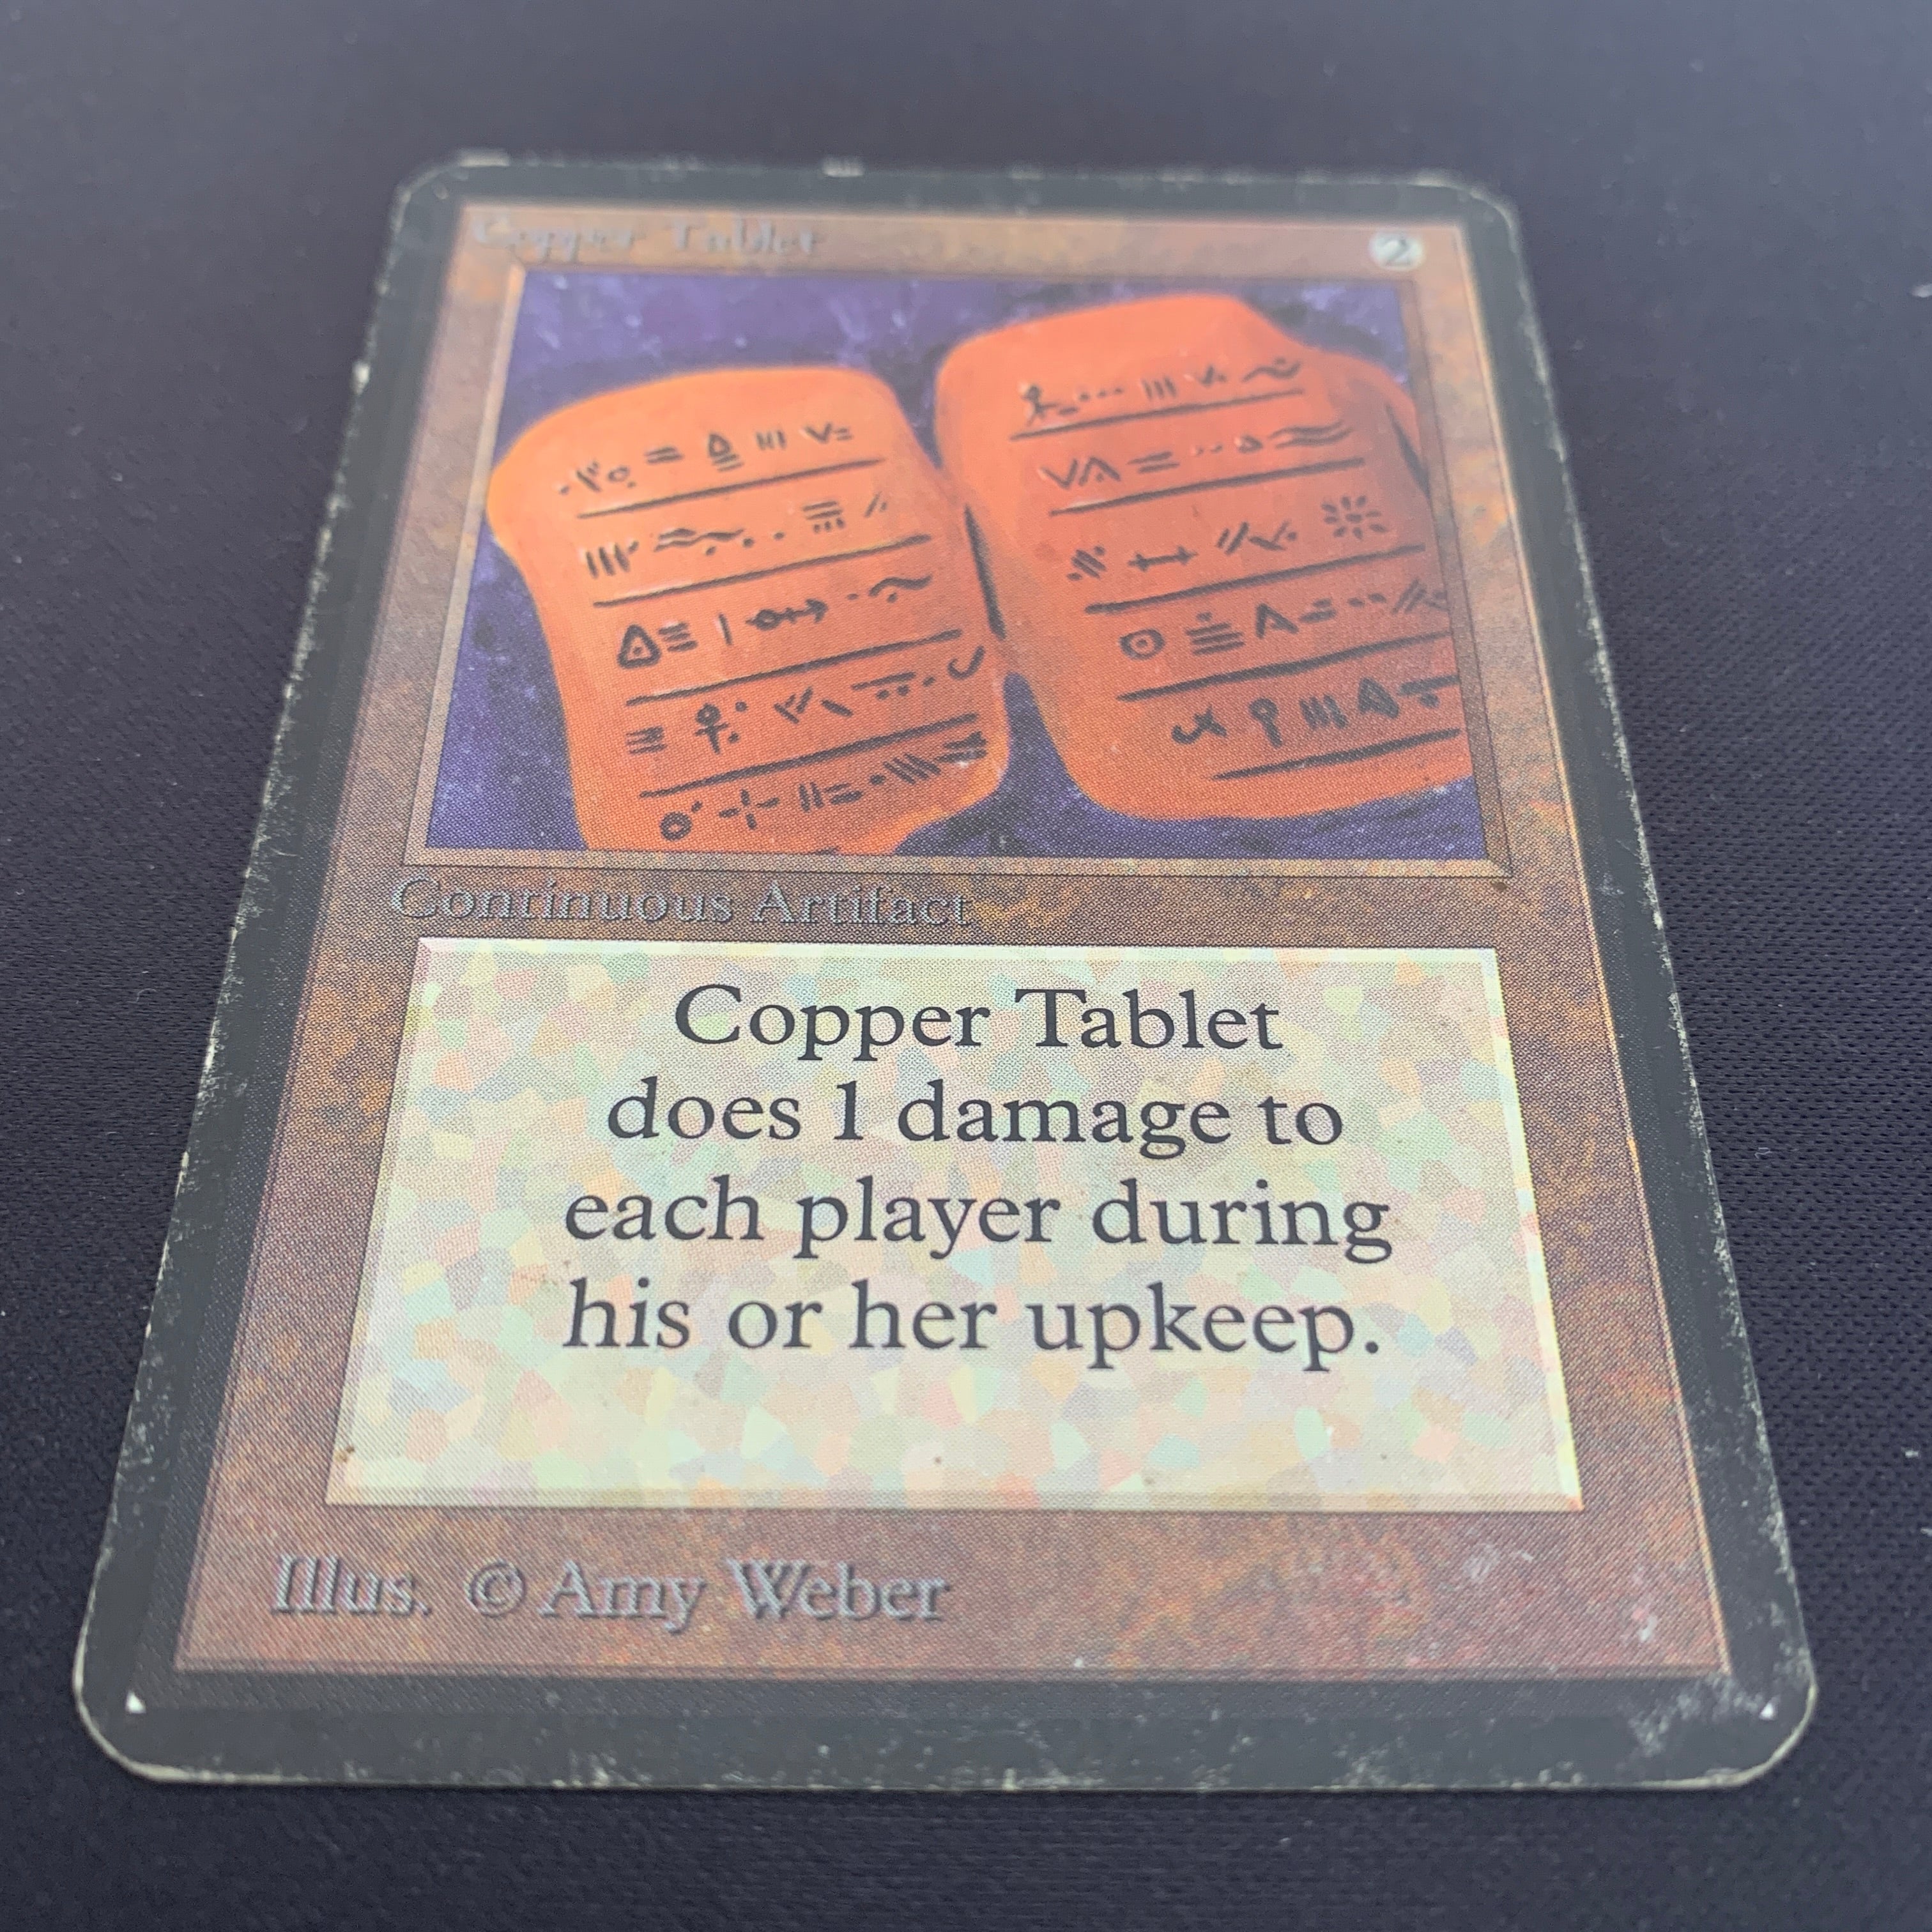 Copper Tablet
2
Continuous Artifact
Copper Tablet
does 1 damage to
each player during
his or her upkeep.
Illus. © Amy Weber